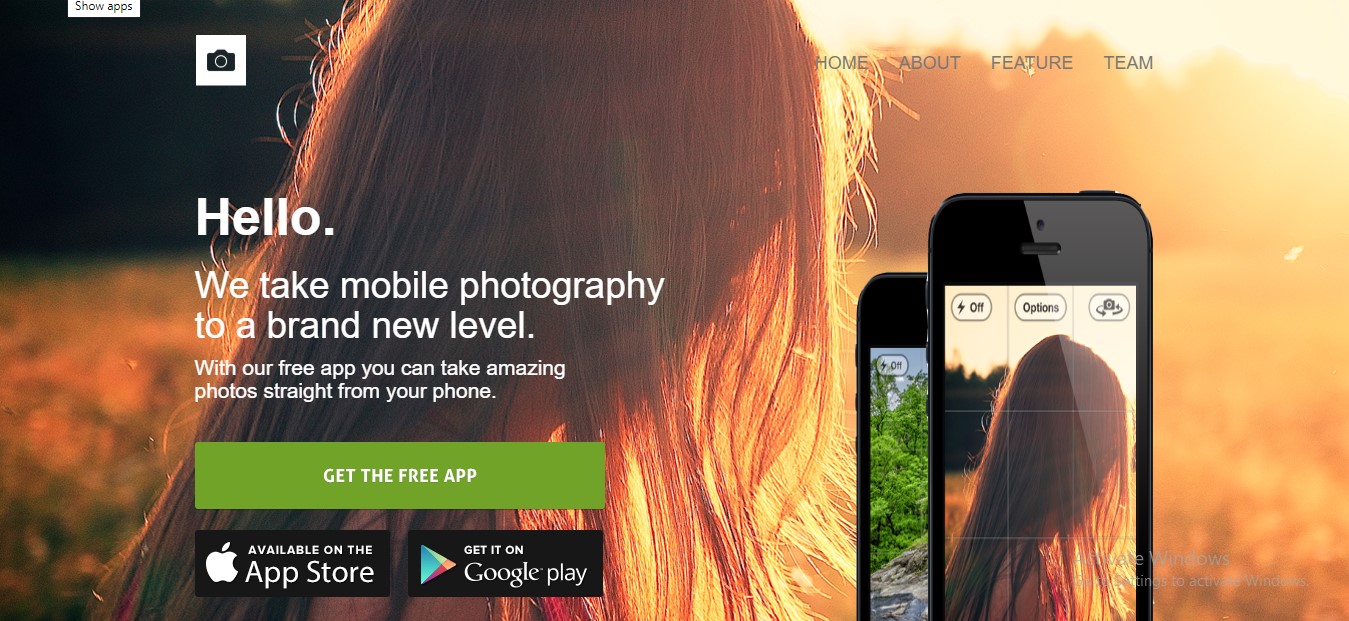 Show apps
HOME ABOUT FEATURE TEAM
Hello.
We take mobile photography
to a brand new level.
With our free app you can take amazing
photos straight from your phone.
GET THE FREE APP
AVAILABLE ON THE
App Store
GET IT ON
Google play
Off Options
Off
Activate Windows
Go to Settings to activate Windows.